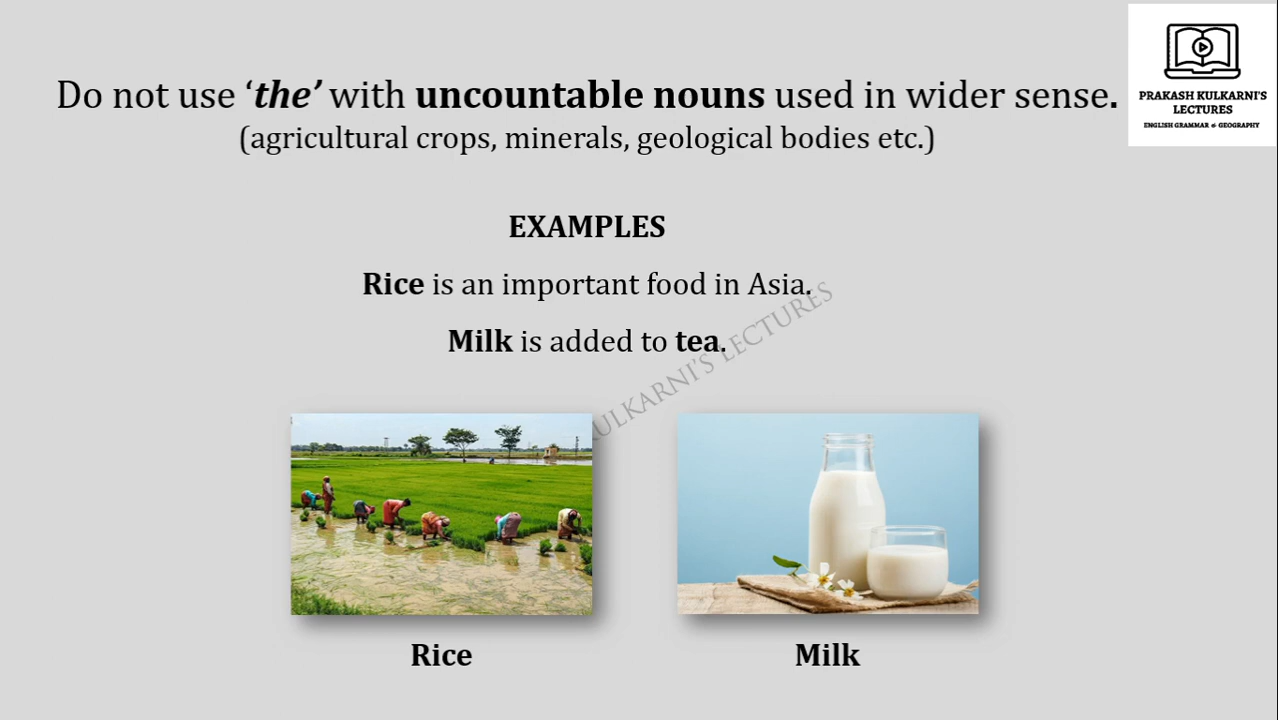 Do not use ‘the’ with uncountable nouns used in wider sense.
(agricultural crops, minerals, geological bodies etc.)
PRAKASH KULKARNI'S
LECTURES
ENGLISH GRAMMAR & GEOGRAPHY
EXAMPLES
Rice is an important food in Asia.
Milk is added to tea.
ULKARNI'S LECTURES
Rice
Milk